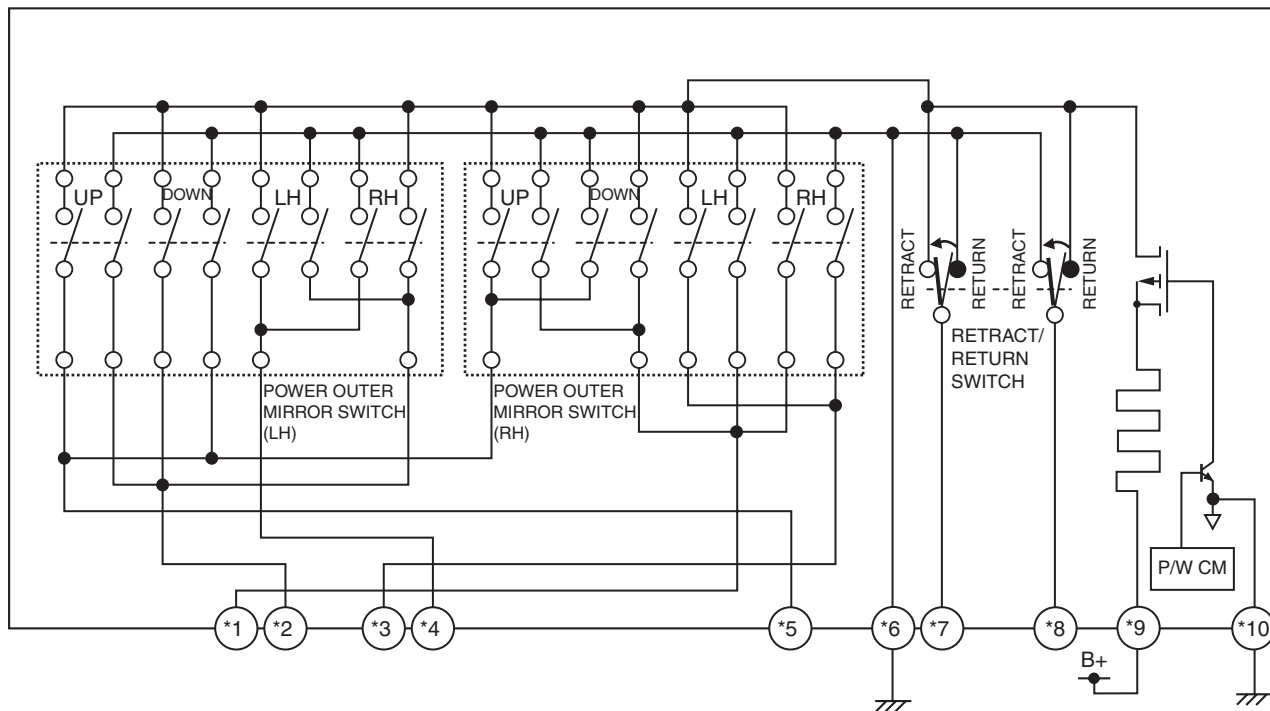 UP
DOWN
LH
RH
UP
DOWN
LH
RH
RETRACT
RETURN
RETRACT
RETURN
RETRACT/
RETURN
SWITCH
POWER OUTER
MIRROR SWITCH
(LH)
POWER OUTER
MIRROR SWITCH
(RH)
P/W CM
*1
*2
*3
*4
*5
*6
*7
*8
*9
*10
B+